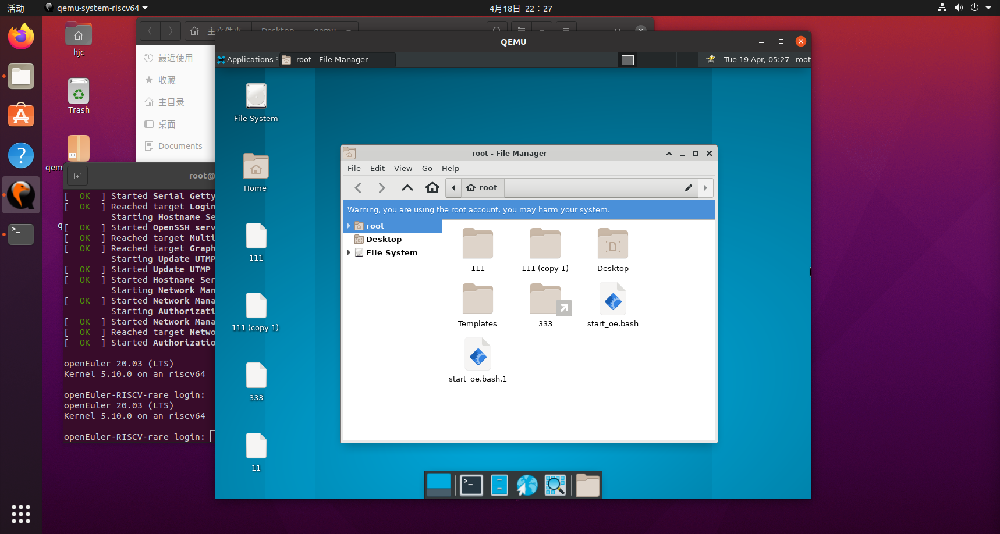 活动
qemu-system-riscv64
4月18日 22：27
hjc
Trash
qem
q
主文件夹
Desktop
qemu
最近使用
收藏
主目录
桌面
Documents
root@
[  OK  ] Started Serial Getty
[  OK  ] Reached target Login
Starting Hostname Se
[  OK  ] Started OpenSSH serv
[  OK  ] Reached target Multi
[  OK  ] Reached target Graph
Starting Update UTMP
[  OK  ] Started Update UTMP
[  OK  ] Started Hostname Ser
Starting Network Man
[  OK  ] Started Network Mana
Starting Authorizati
[  OK  ] Started Network Mana
[  OK  ] Reached target Netwo
[  OK  ] Started Authorizatio
openEuler 20.03 (LTS)
Kernel 5.10.0 on an riscv64
openEuler-RISCV-rare login:
openEuler 20.03 (LTS)
Kernel 5.10.0 on an riscv64
openEuler-RISCV-rare login:
QEMU
Applications
root - File Manager
Tue 19 Apr, 05:27
root
File System
Home
111
111 (copy 1)
333
11
root - File Manager
File Edit View Go Help
root
Warning, you are using the root account, you may harm your system.
root
Desktop
File System
111
111 (copy 1)
Desktop
Templates
333
start_oe.bash
start_oe.bash.1